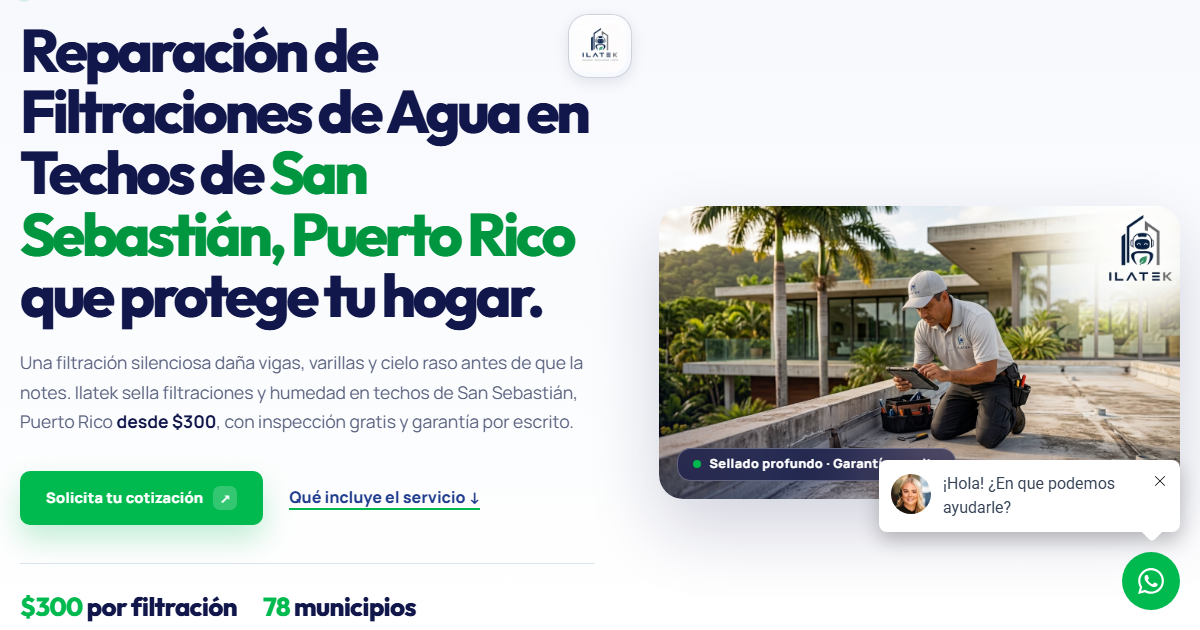 Reparación de
Filtraciones de Agua en
Techos de San
Sebastián, Puerto Rico
que protege tu hogar.
Una filtración silenciosa daña vigas, varillas y cielo raso antes de que la
notes. Ilatek sella filtraciones y humedad en techos de San Sebastián,
Puerto Rico desde $300, con inspección gratis y garantía por escrito.
Solicita tu cotización ↗
Qué incluye el servicio ↓
$300 por filtración
78 municipios
ILATEK
ILATEK
Sellado profundo · Garantí
¡Hola! ¿En que podemos
ayudarle?